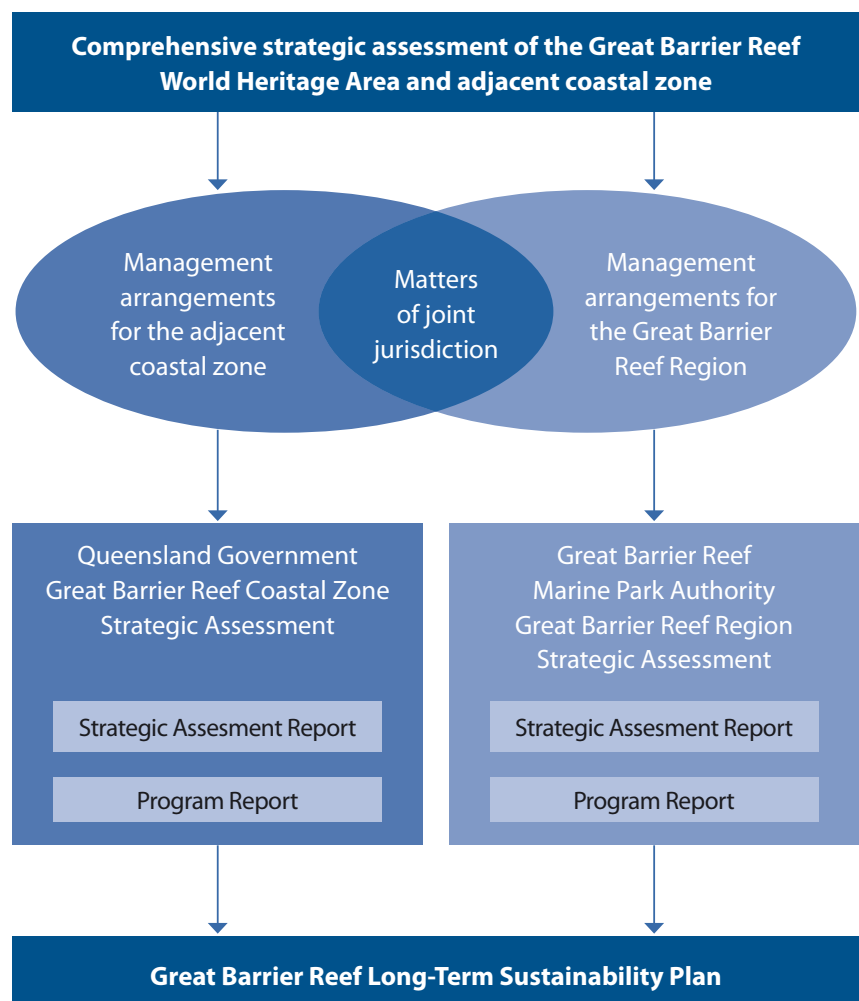 Comprehensive strategic assessment of the Great Barrier Reef
World Heritage Area and adjacent coastal zone
Management
arrangements
for the adjacent
coastal zone
Matters
of joint
jurisdiction
Management
arrangements for
the Great Barrier
Reef Region
Queensland Government
Great Barrier Reef Coastal Zone
Strategic Assessment
Strategic Assesment Report
Program Report
Great Barrier Reef
Marine Park Authority
Great Barrier Reef Region
Strategic Assessment
Strategic Assesment Report
Program Report
Great Barrier Reef Long-Term Sustainability Plan